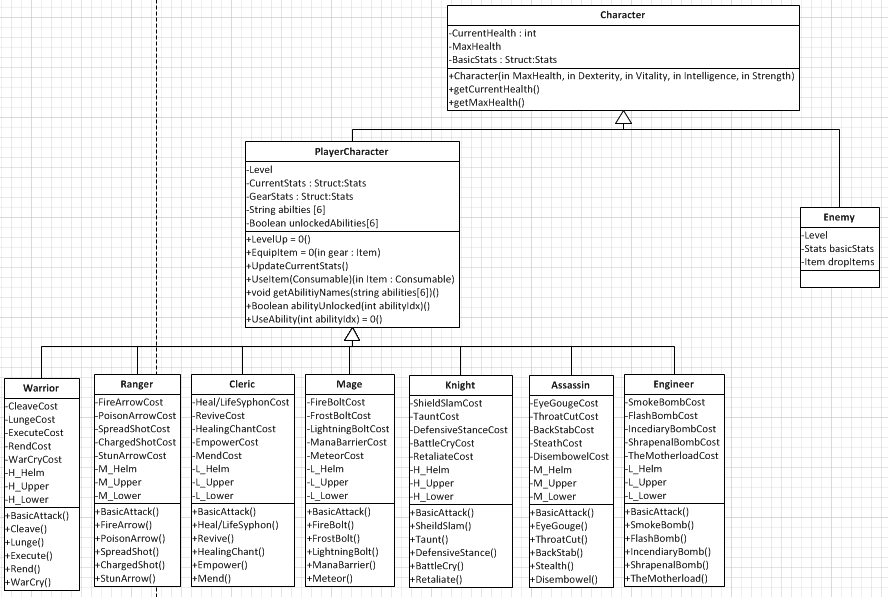 Character
-CurrentHealth : int
-MaxHealth
-BasicStats : Struct:Stats
+Character(in MaxHealth, in Dexterity, in Vitality, in Intelligence, in Strength)
+getCurrentHealth()
+getMaxHealth()
PlayerCharacter
-Level
-CurrentStats : Struct:Stats
-GearStats : Struct:Stats
-String abilties [6]
-Boolean unlockedAbilities[6]
+LevelUp = 0()
+EquipItem = 0(in gear : Item)
+UpdateCurrentStats()
+UseItem(Consumable)(in Item : Consumable)
+void getAbilitiyNames(string abilities[6])()
+Boolean abilityUnlocked(int abilityIdx)()
+UseAbility(int abilityIdx) = 0()
Enemy
-Level
-Stats basicStats
-Item dropItems
Warrior
-CleaveCost
-LungeCost
-ExecuteCost
-RendCost
-WarCryCost
-H_Helm
-H_Upper
-H_Lower
+BasicAttack()
+Cleave()
+Lunge()
+Execute()
+Rend()
+WarCry()
Ranger
-FireArrowCost
-PoisonArrowCost
-SpreadShotCost
-ChargedShotCost
-StunArrowCost
-M_Helm
-M_Upper
-M_Lower
+BasicAttack()
+FireArrow()
+PoisonArrow()
+SpreadShot()
+ChargedShot()
+StunArrow()
Cleric
-Heal/LifeSyphonCost
-ReviveCost
-HealingChantCost
-EmpowerCost
-MendCost
-L_Helm
-L_Upper
-L_Lower
+BasicAttack()
+Heal/LifeSyphon()
+Revive()
+HealingChant()
+Empower()
+Mend()
Mage
-FireBoltCost
-FrostBoltCost
-LightningBoltCost
-ManaBarrierCost
-MeteorCost
-L_Helm
-L_Upper
-L_Lower
+BasicAttack()
+FireBolt()
+FrostBolt()
+LightningBolt()
+ManaBarrier()
+Meteor()
Knight
-ShieldSlamCost
-TauntCost
-DefensiveStanceCost
-BattleCryCost
-RetaliateCost
-H_Helm
-H_Upper
-H_Lower
+BasicAttack()
+SheildSlam()
+Taunt()
+DefensiveStance()
+BattleCry()
+Retaliate()
Assassin
-EyeGougeCost
-ThroatCutCost
-BackStabCost
-SteathCost
-DisembowelCost
-M_Helm
-M_Upper
-M_Lower
+BasicAttack()
+EyeGouge()
+ThroatCut()
+BackStab()
+Stealth()
+Disembowel()
Engineer
-SmokeBombCost
-FlashBombCost
-IncediaryBombCost
-ShrapenalBombCost
-TheMotherloadCost
-L_Helm
-L_Upper
-L_Lower
+BasicAttack()
+SmokeBomb()
+FlashBomb()
+IncendiaryBomb()
+ShrapenalBomb()
+TheMotherload()